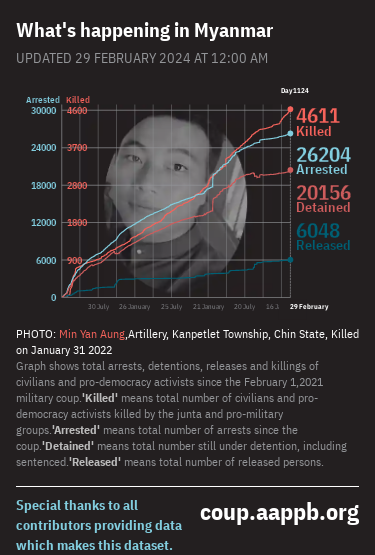 What's happening in Myanmar
UPDATED 29 FEBRUARY 2024 AT 12:00 AM
Day1124
Arrested Killed
30000 4600
4611
Killed
24000 3700
26204
Arrested
18000 2800
20156
Detained
12000 1800
6048
Released
6000 900
0
30 July 26 January 25 July 21 January 20 July 16 J 29 February
PHOTO: Min Yan Aung,Artillery, Kanpetlet Township, Chin State, Killed
on January 31 2022
Graph shows total arrests, detentions, releases and killings of
civilians and pro-democracy activists since the February 1,2021
military coup.'Killed' means total number of civilians and pro-
democracy activists killed by the junta and pro-military
groups.'Arrested' means total number of arrests since the
coup.'Detained' means total number still under detention, including
sentenced.'Released' means total number of released persons.
Special thanks to all
contributors providing data
which makes this dataset.
coup.aappb.org